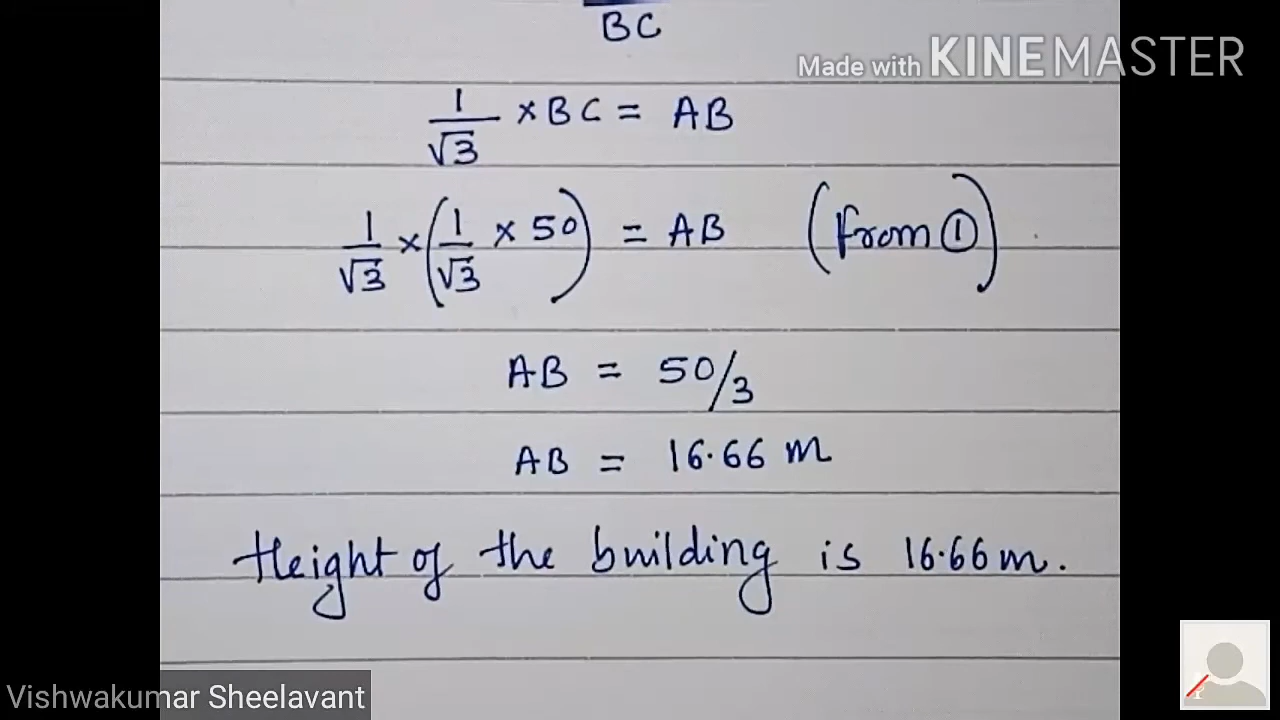 BC
Made with KINEMASTER
1/√3 × BC = AB
1/√3 × (1/√3 × 50) = AB (from ①)
AB = 50/3
AB = 16.66 m
Height of the building is 16.66 m.
Vishwakumar Sheelavant